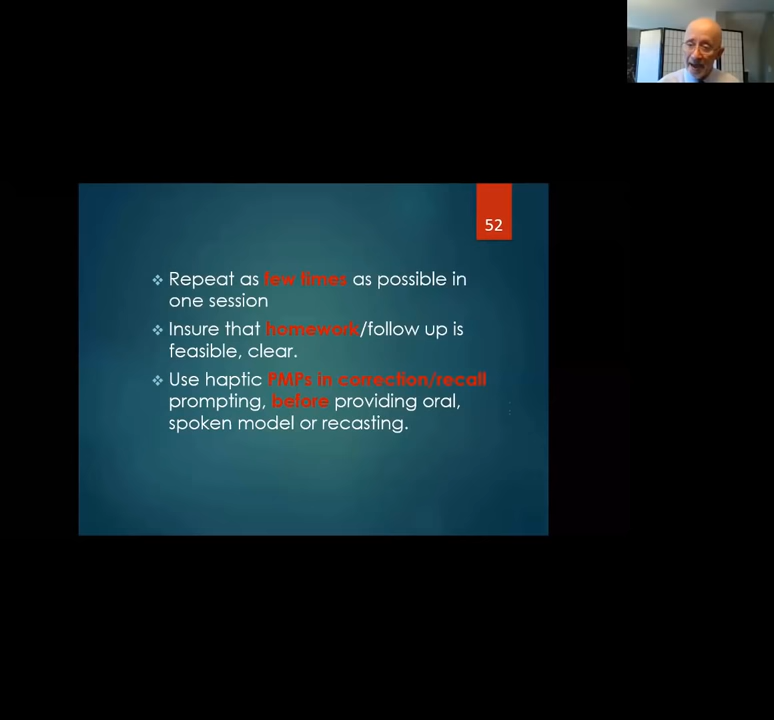 52
❖ Repeat as few times as possible in
one session
❖ Insure that homework/follow up is
feasible, clear.
❖ Use haptic PMPs in correction/recall
prompting, before providing oral,
spoken model or recasting.